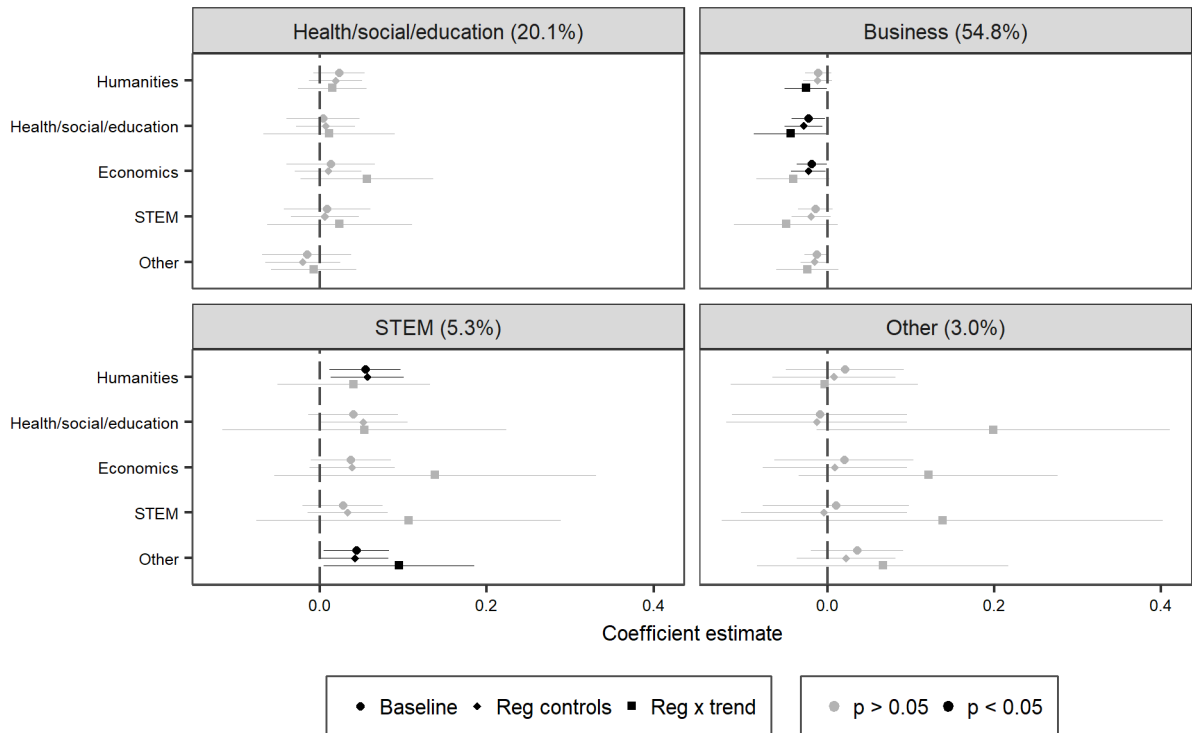 Health/social/education (20.1%)
Business (54.8%)
Humanities
Health/social/education
Economics
STEM
Other
STEM (5.3%)
Other (3.0%)
Humanities
Health/social/education
Economics
STEM
Other
0.0 0.2 0.4 0.0 0.2 0.4
Coefficient estimate
Baseline Reg controls Reg x trend p > 0.05 p < 0.05